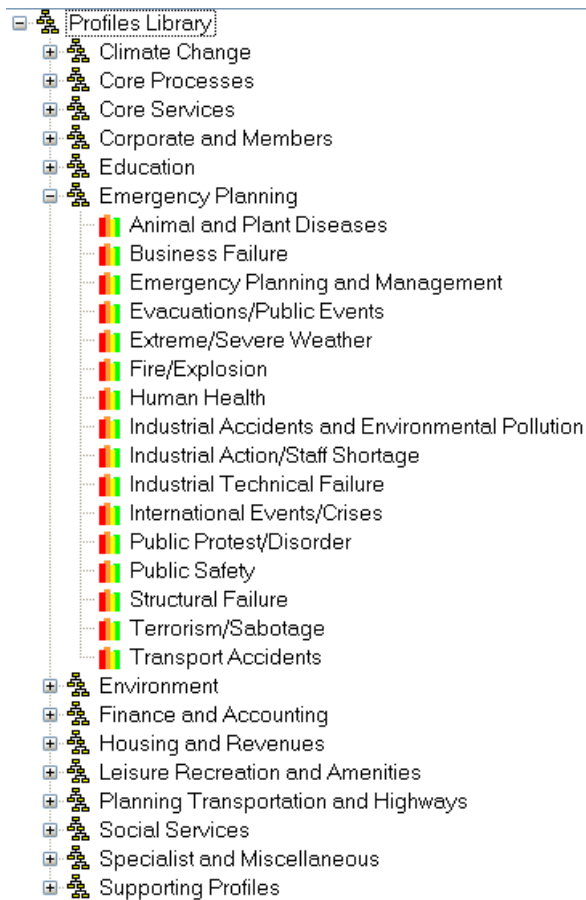 Profiles Library
Climate Change
Core Processes
Core Services
Corporate and Members
Education
Emergency Planning
Animal and Plant Diseases
Business Failure
Emergency Planning and Management
Evacuations/Public Events
Extreme/Severe Weather
Fire/Explosion
Human Health
Industrial Accidents and Environmental Pollution
Industrial Action/Staff Shortage
Industrial Technical Failure
International Events/Crises
Public Protest/Disorder
Public Safety
Structural Failure
Terrorism/Sabotage
Transport Accidents
Environment
Finance and Accounting
Housing and Revenues
Leisure Recreation and Amenities
Planning Transportation and Highways
Social Services
Specialist and Miscellaneous
Supporting Profiles